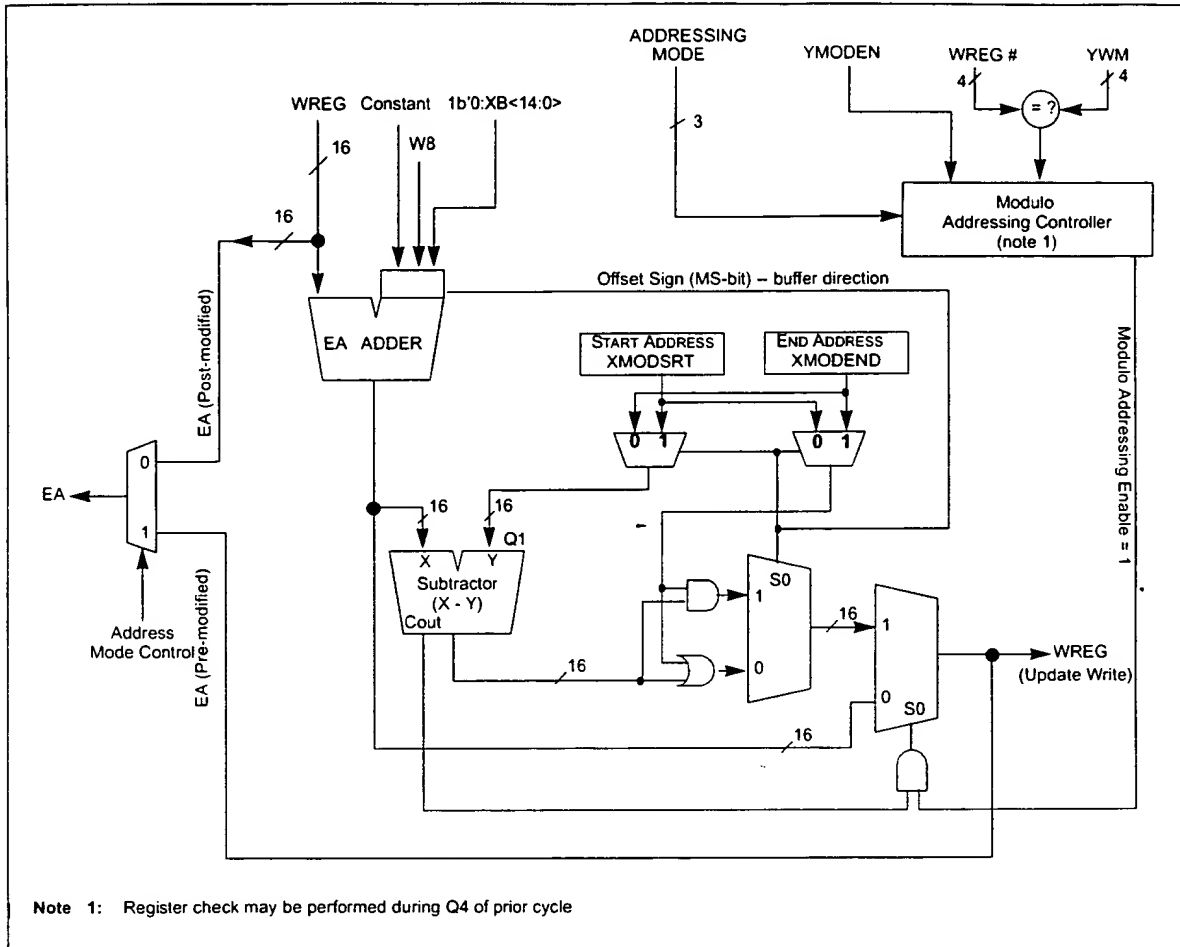 ADDRESSING
MODE
YMODEN
WREG #
YWM
4
4
= ?
3
WREG Constant 1b'0:XB<14:0>
W8
16
16
Modulo
Addressing Controller
(note 1)
Offset Sign (MS-bit) – buffer direction
EA ADDER
START ADDRESS
XMODSRT
END ADDRESS
XMODEND
EA (Post-modified)
Modulo Addressing Enable = 1
0 1
0 1
0
EA
1
16
16
Q1
X
Y
Subtractor
(X - Y)
Cout
S0
1
0
16
16
1
0
S0
WREG
(Update Write)
Address
Mode Control
EA (Pre-modified)
16
Note 1: Register check may be performed during Q4 of prior cycle